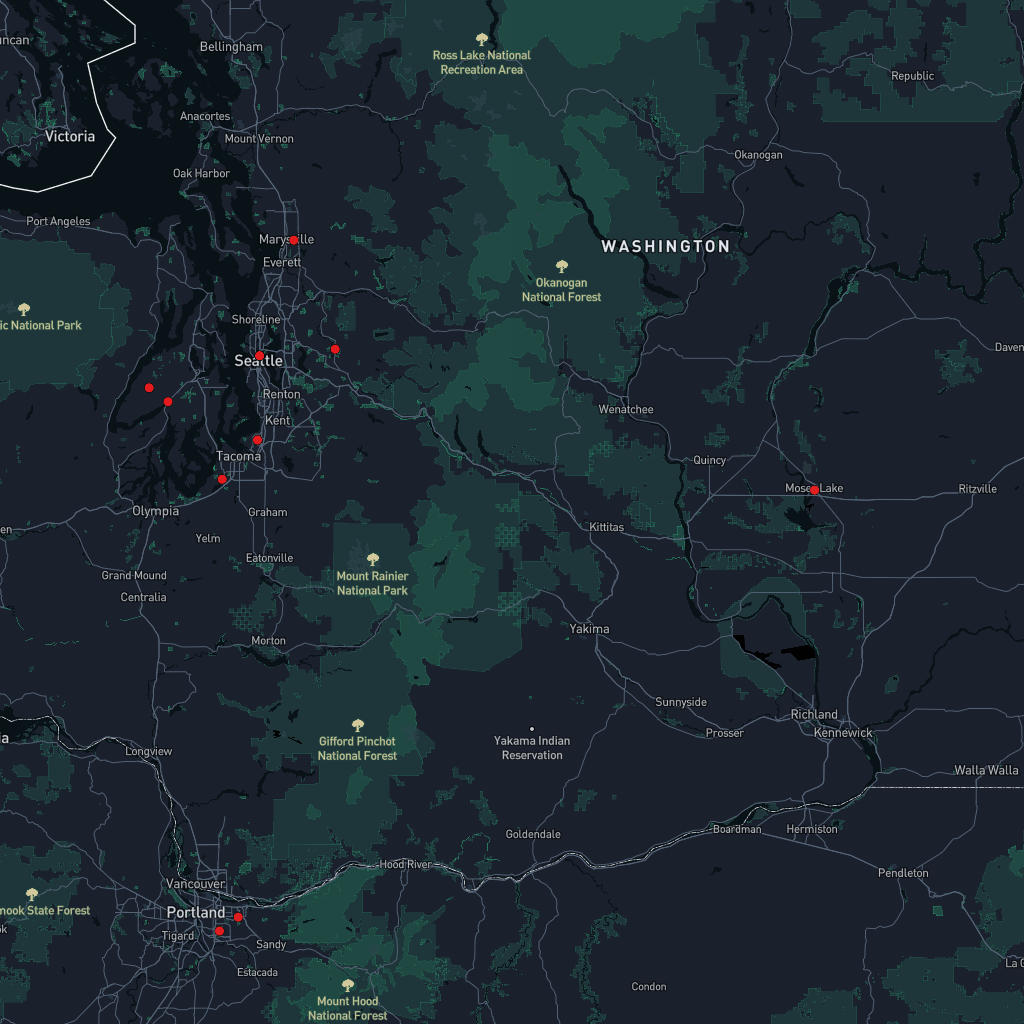 uncan
Bellingham
Ross Lake National
Recreation Area
Republic
Anacortes
Victoria
Mount Vernon
Okanogan
Oak Harbor
Port Angeles
Marysville
WASHINGTON
Everett
Okanogan
National Forest
ic National Park
Shoreline
Seattle
Daven
Renton
Wenatchee
Kent
Tacoma
Quincy
Moses Lake
Ritzville
Olympia
Graham
en
Kittitas
Yelm
Eatonville
Grand Mound
Mount Rainier
National Park
Centralia
Yakima
Morton
Sunnyside
Richland
Kennewick
Prosser
ia
Gifford Pinchot
National Forest
Yakama Indian
Reservation
Longview
Walla Walla
Goldendale
Boardman
Hermiston
Hood River
Pendleton
Vancouver
Portland
mook State Forest
ok
Tigard
Sandy
La G
Estacada
Condon
Mount Hood
National Forest